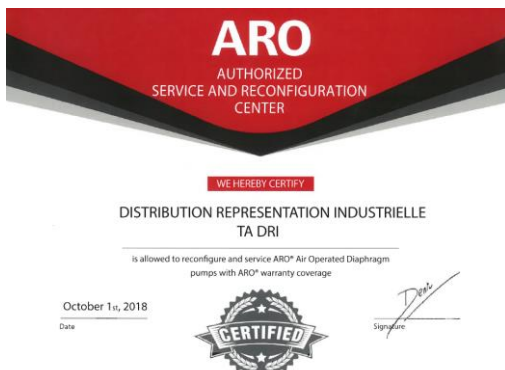 ARO
AUTHORIZED
SERVICE AND RECONFIGURATION
CENTER
WE HEREBY CERTIFY
DISTRIBUTION REPRESENTATION INDUSTRIELLE
TA DRI
is allowed to reconfigure and service ARO® Air Operated Diaphragm
pumps with ARO® warranty coverage
October 1st, 2018
Date
CERTIFIED
Denis
Signature